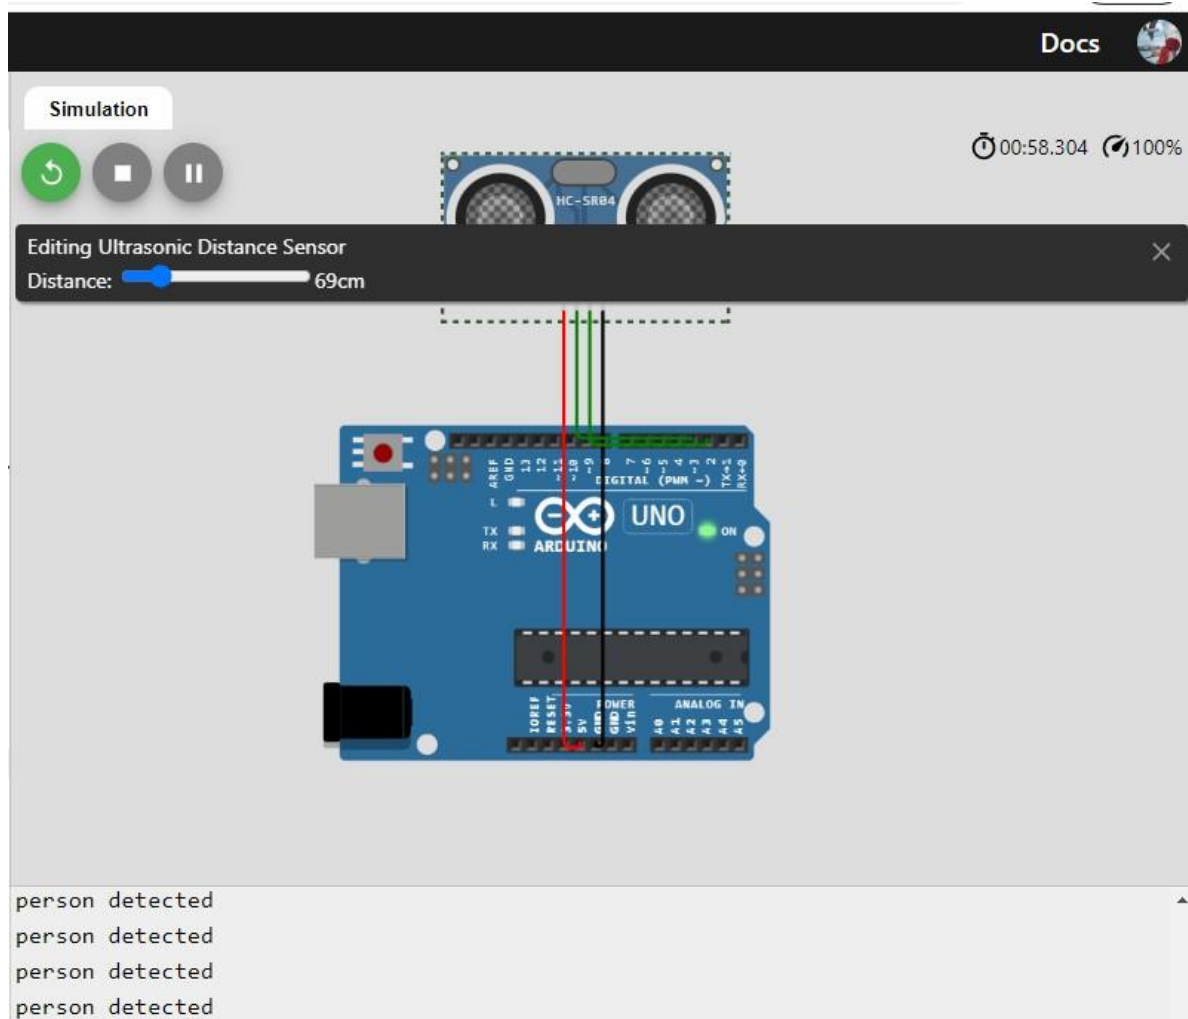 Docs
Simulation
00:58.304 100%
HC-SR04
Editing Ultrasonic Distance Sensor
Distance: 69cm
AREF
GND
13
12
~11
~10
~9
8
7
~6
~5
4
~3
2
TX→1
RX←0
DIGITAL (PWM ~)
L
UNO
TX
ON
RX
ARDUINO
IOREF
RESET
3.3V
5V
GND
GND
Vin
POWER
ANALOG IN
A0
A1
A2
A3
A4
A5
person detected
person detected
person detected
person detected